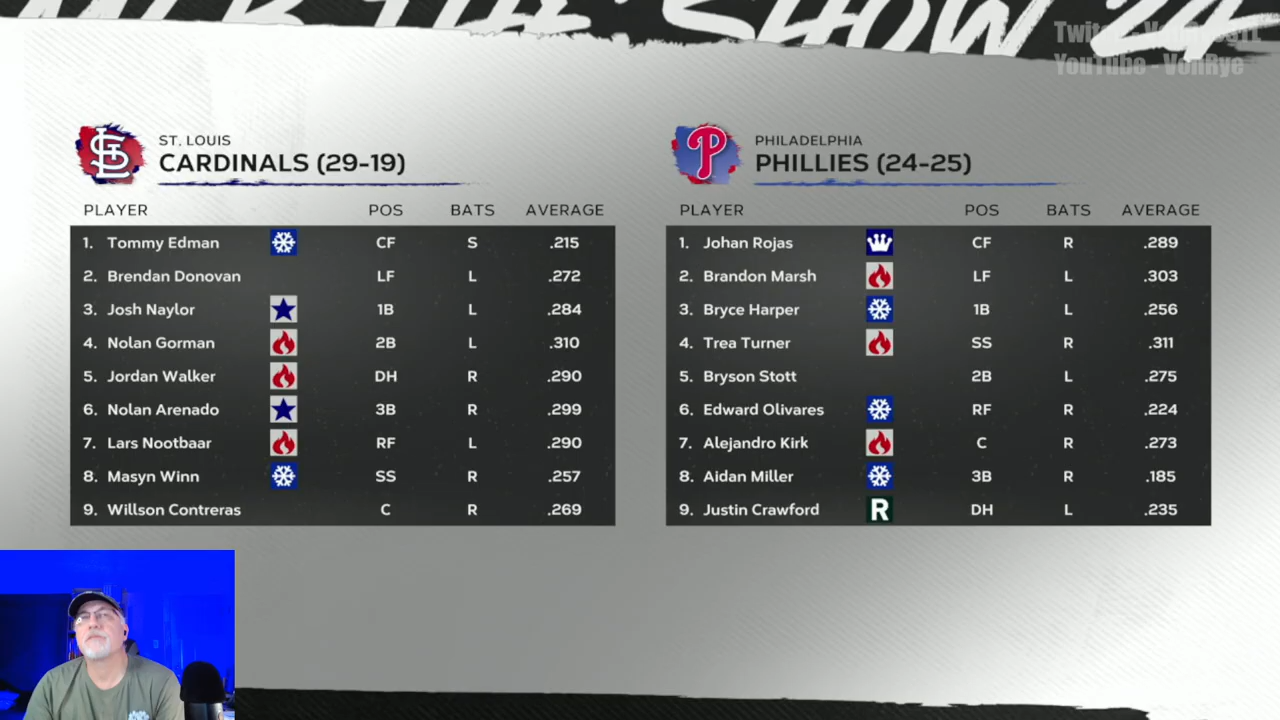 MLB THE SHOW 24
YouTube - VonRye
ST. LOUIS
CARDINALS (29-19)
PLAYER POS BATS AVERAGE
1. Tommy Edman CF S .215
2. Brendan Donovan LF L .272
3. Josh Naylor 1B L .284
4. Nolan Gorman 2B L .310
5. Jordan Walker DH R .290
6. Nolan Arenado 3B R .299
7. Lars Nootbaar RF L .290
8. Masyn Winn SS R .257
9. Willson Contreras C R .269
PHILADELPHIA
PHILLIES (24-25)
PLAYER POS BATS AVERAGE
1. Johan Rojas CF R .289
2. Brandon Marsh LF L .303
3. Bryce Harper 1B L .256
4. Trea Turner SS R .311
5. Bryson Stott 2B L .275
6. Edward Olivares RF R .224
7. Alejandro Kirk C R .273
8. Aidan Miller 3B R .185
9. Justin Crawford R DH L .235